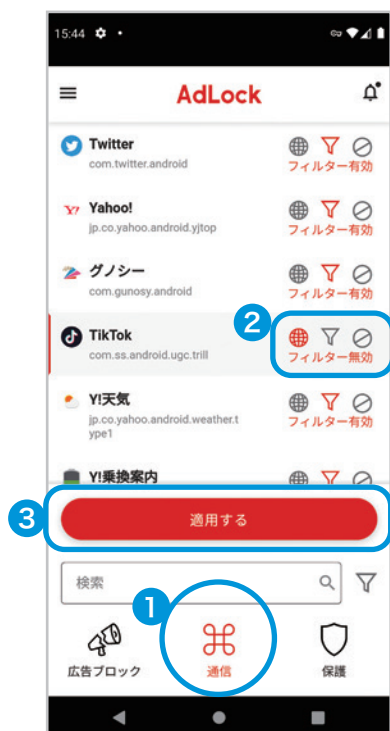 15:44
AdLock
Twitter
com.twitter.android
フィルター有効
Yahoo!
jp.co.yahoo.android.yjtop
フィルター有効
グノシー
com.gunosy.android
フィルター有効
2
TikTok
com.ss.android.ugc.trill
フィルター無効
Y!天気
jp.co.yahoo.android.weather.t
ype1
フィルター有効
Y!乗換案内
3
適用する
検索
1
広告ブロック
通信
保護